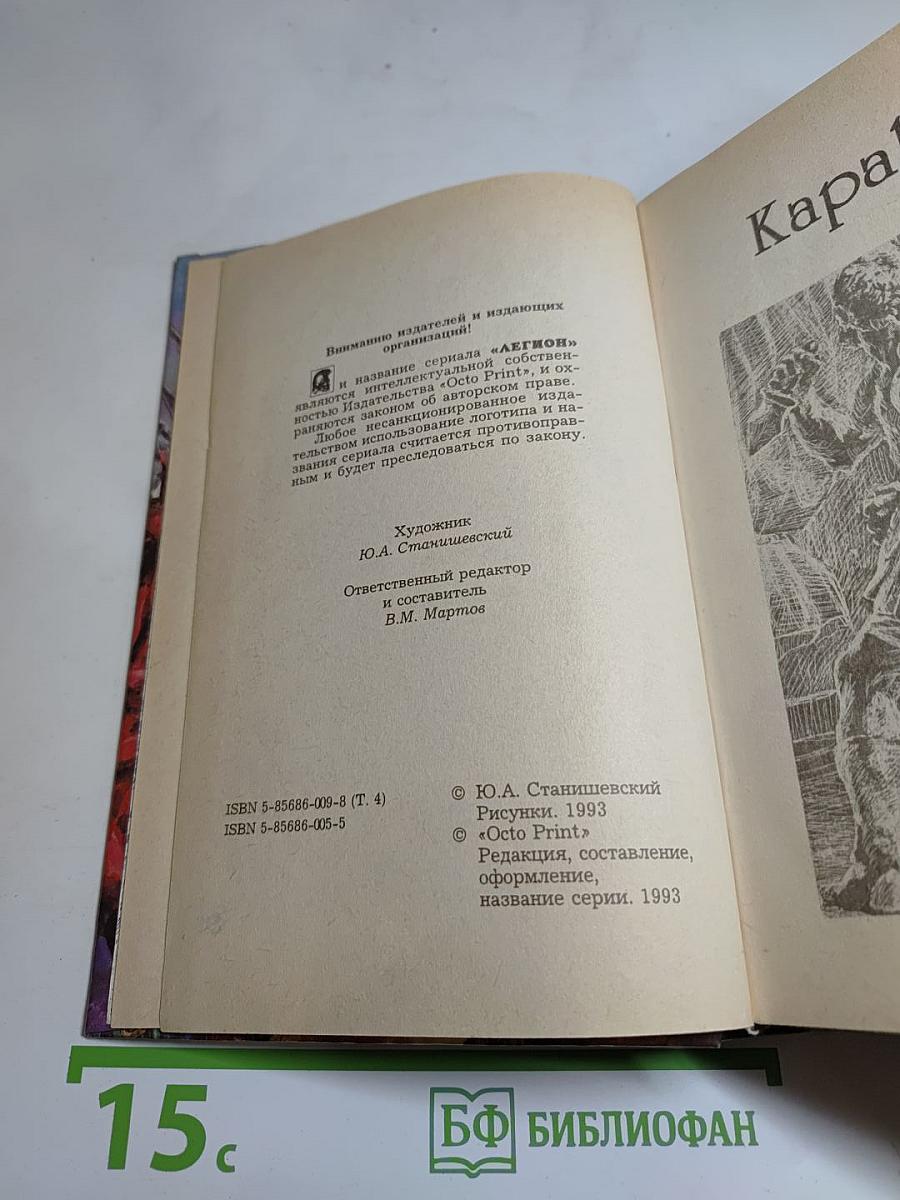 Вниманию издателей и издающих
организаций!
и название сериала «ЛЕГИОН»
являются интеллектуальной собствен-
ностью Издательства «Octo Print», и ох-
раняются законом об авторском праве.
Любое несанкционированное изда-
тельством использование логотипа и на-
звания сериала считается противоправ-
ным и будет преследоваться по закону.
Художник
Ю.А. Станишевский
Ответственный редактор
и составитель
В.М. Мартов
ISBN 5-85686-009-8 (Т. 4)
ISBN 5-85686-005-5
© Ю.А. Станишевский
Рисунки. 1993
© «Octo Print»
Редакция, составление,
оформление,
название серии. 1993
15 с
БФ БИБЛИОФАН